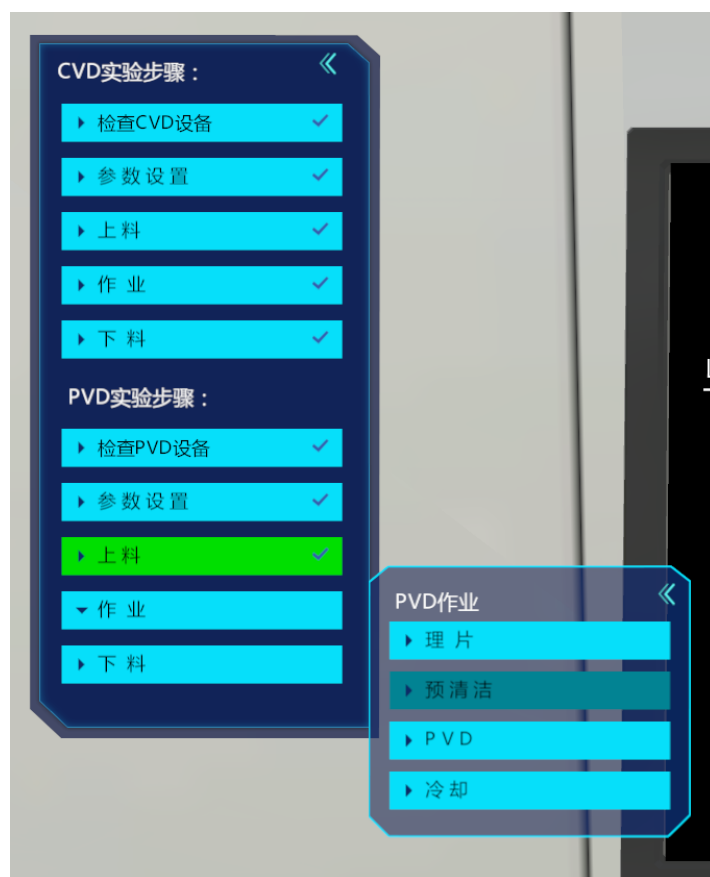 CVD实验步骤：
检查CVD设备
参数设置
上料
作 业
下 料
PVD实验步骤：
检查PVD设备
参数设置
上料
作 业
下 料
PVD作业
理 片
预清洁
PVD
冷却